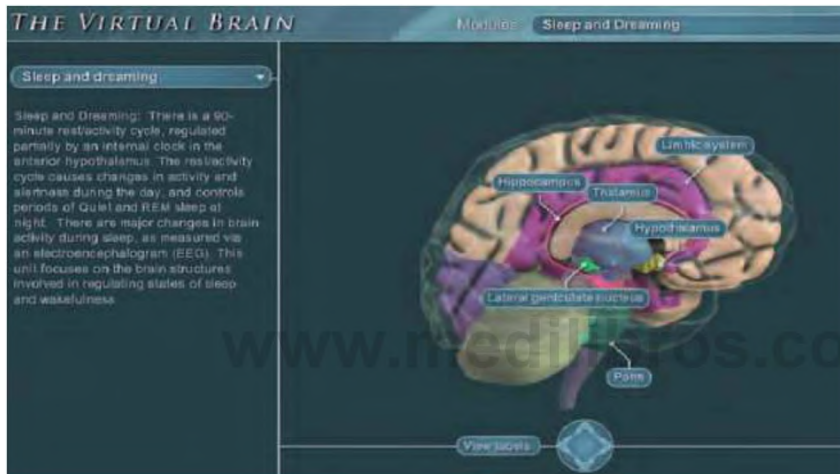 THE VIRTUAL BRAIN
Modules Sleep and Dreaming
Sleep and dreaming
Sleep and Dreaming: There is a 90-
minute rest/activity cycle, regulated
partially by an internal clock in the
anterior hypothalamus. The rest/activity
cycle causes changes in activity and
alertness during the day, and controls
periods of Quiet and REM sleep at
night. There are major changes in brain
activity during sleep, as measured via
an electroencephalogram (EEG). This
unit focuses on the brain structures
involved in regulating states of sleep
and wakefulness
Limbic system
Hippocampus
Thalamus
Hypothalamus
Lateral geniculate nucleus
www.medilibros.co
Pons
View labels